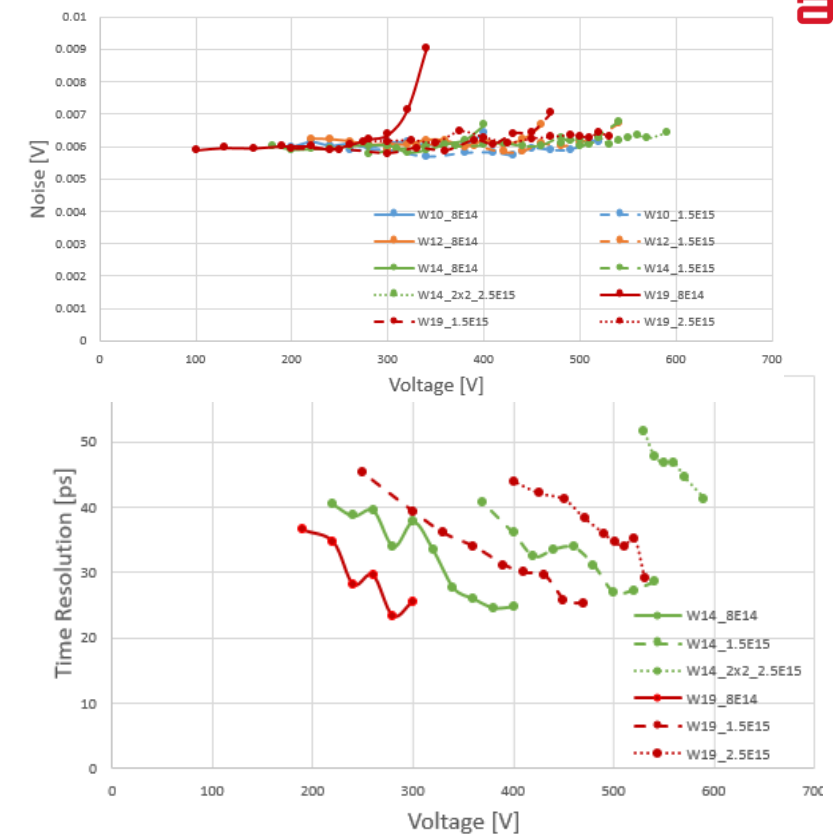 0.01
0.009
0.008
0.007
0.006
0.005
0.004
0.003
0.002
0.001
0
Noise [V]
W10_8E14 W10_1.5E15
W12_8E14 W12_1.5E15
W14_8E14 W14_1.5E15
W14_2x2_2.5E15 W19_8E14
W19_1.5E15 W19_2.5E15
0 100 200 300 400 500 600 700
Voltage [V]
50
40
30
20
10
0
Time Resolution [ps]
W14_8E14
W14_1.5E15
W14_2x2_2.5E15
W19_8E14
W19_1.5E15
W19_2.5E15
0 100 200 300 400 500 600 700
Voltage [V]